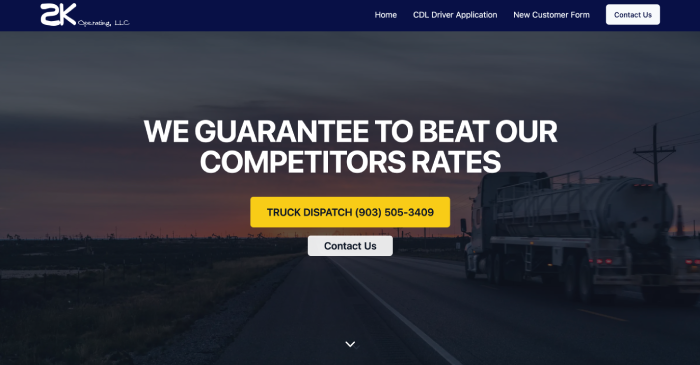 SK Operating, LLC
Home
CDL Driver Application
New Customer Form
Contact Us
WE GUARANTEE TO BEAT OUR
COMPETITORS RATES
TRUCK DISPATCH (903) 505-3409
Contact Us